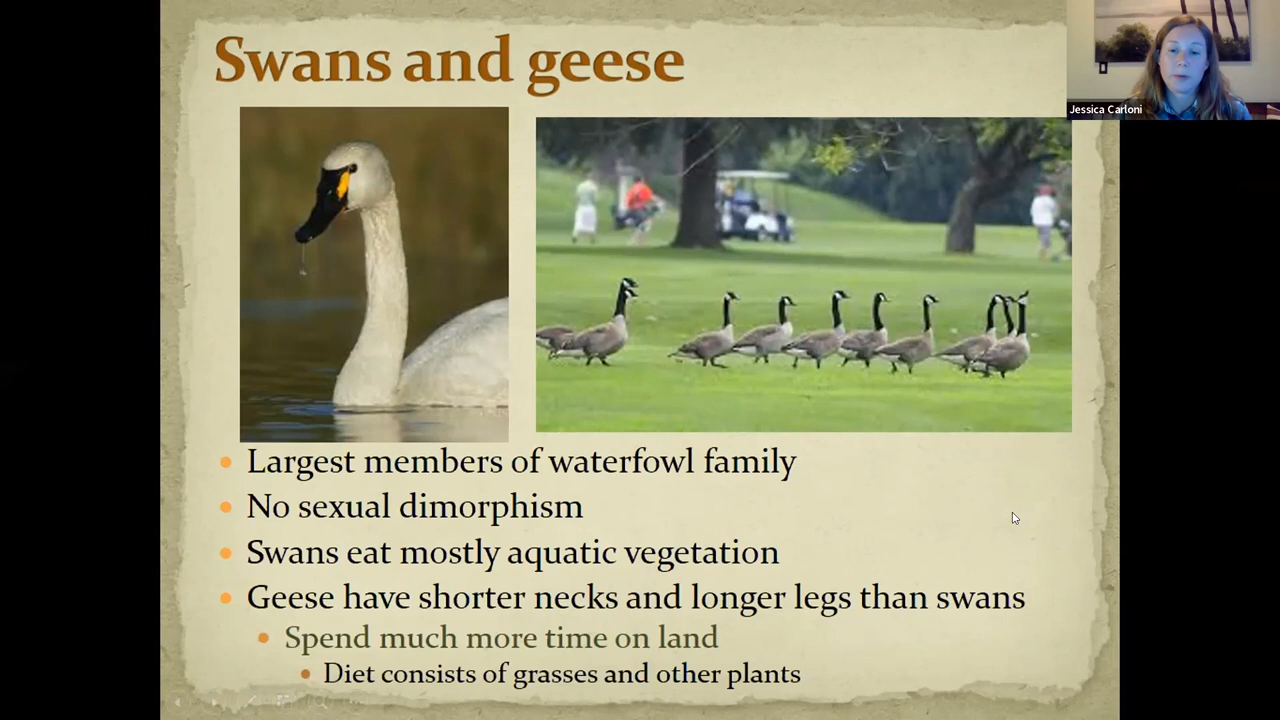 Swans and geese
Jessica Carloni
Largest members of waterfowl family
No sexual dimorphism
Swans eat mostly aquatic vegetation
Geese have shorter necks and longer legs than swans
Spend much more time on land
Diet consists of grasses and other plants